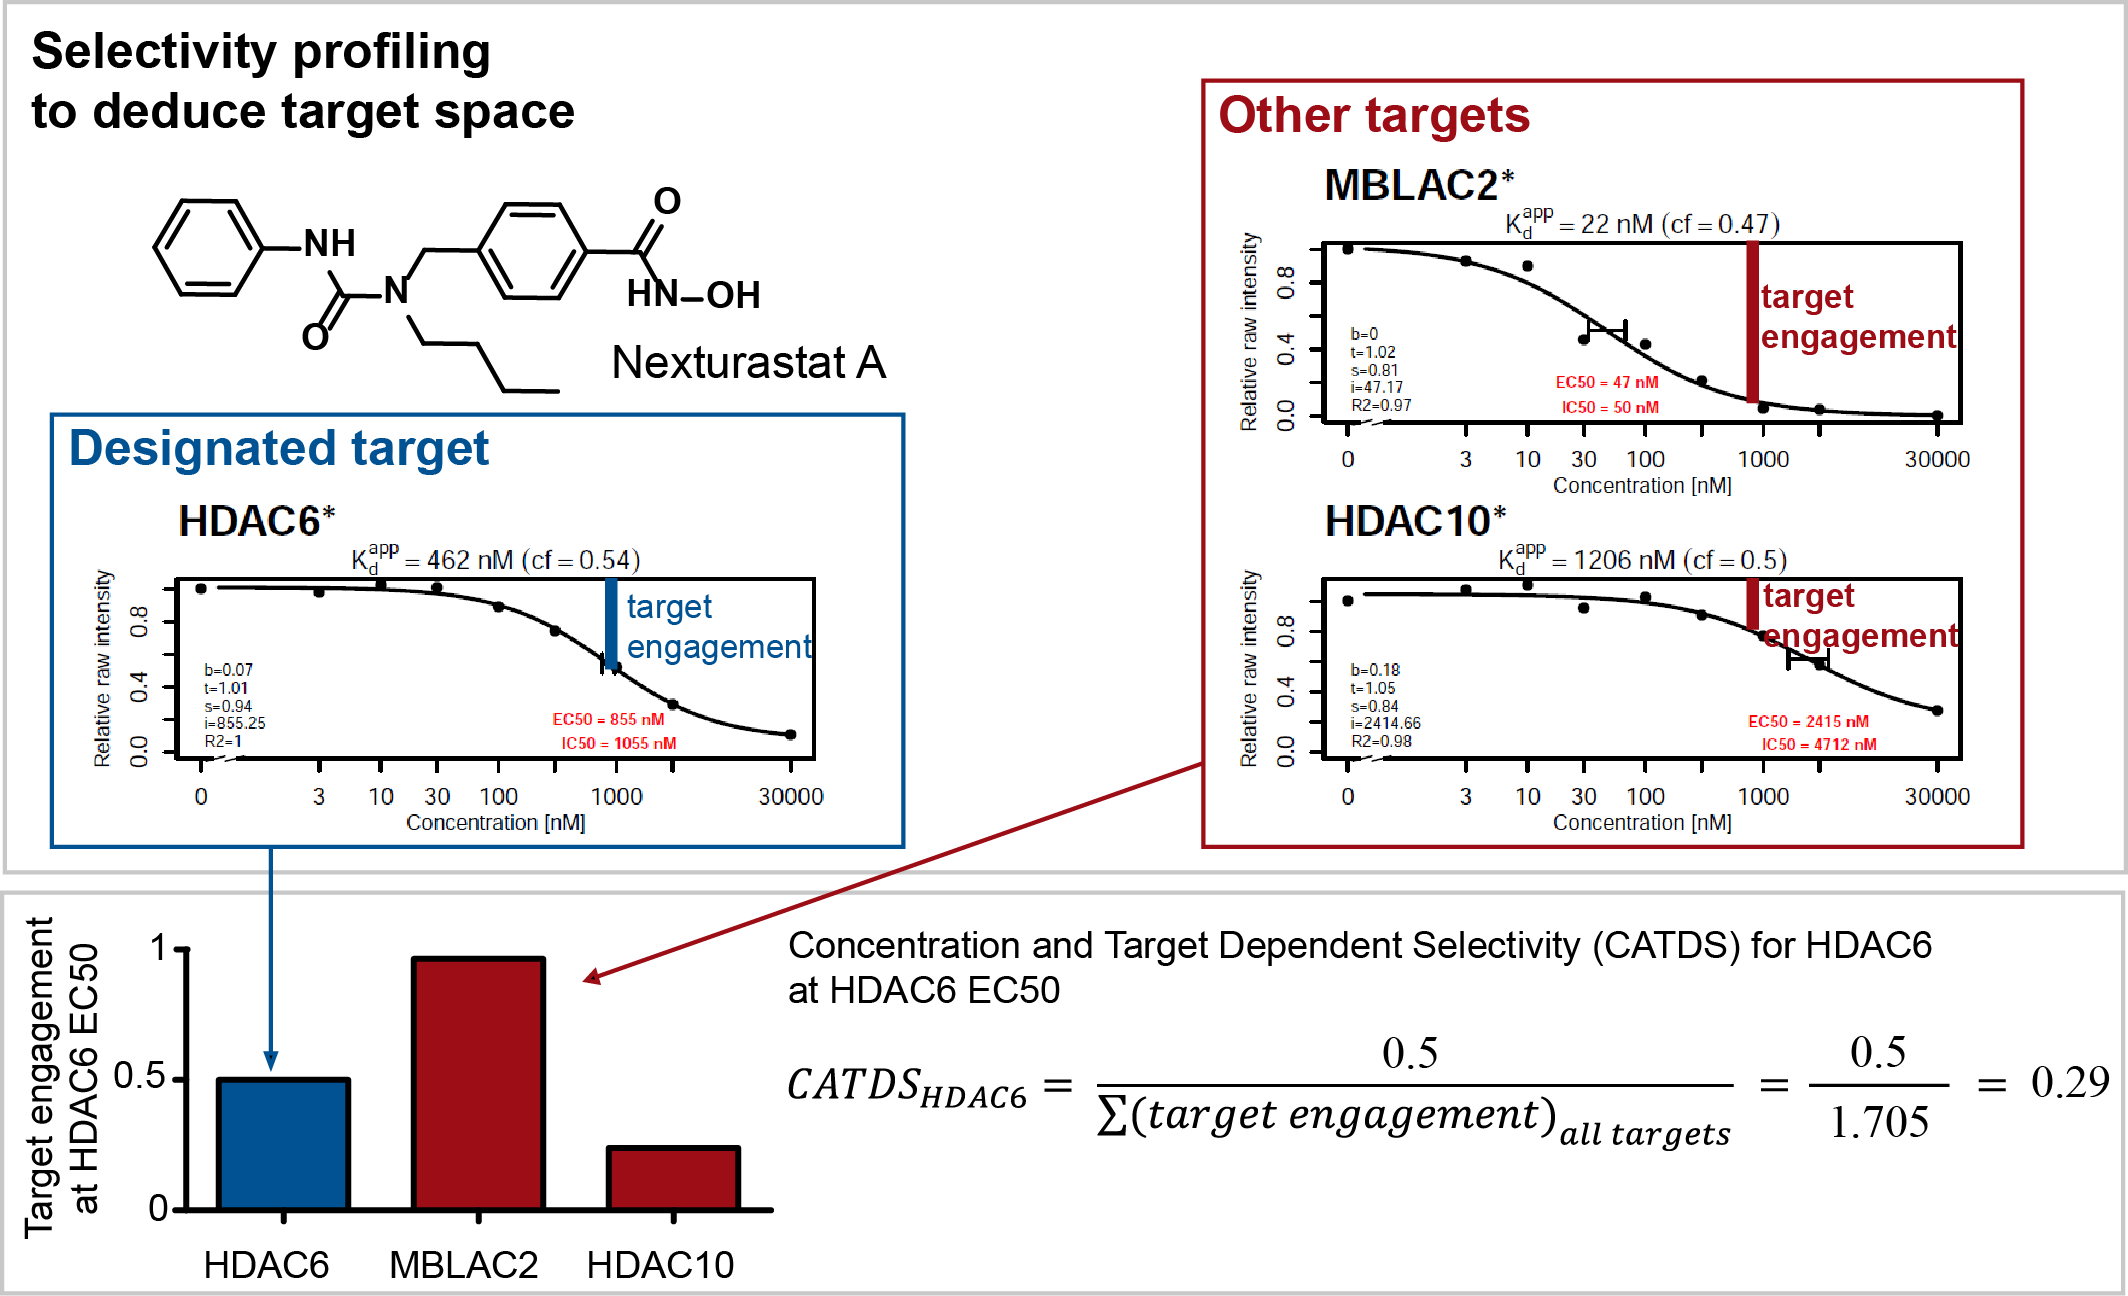 Selectivity profiling
to deduce target space
NH
O
N
O
HN–OH
Nexturastat A
Designated target
HDAC6*
K_d^app = 462 nM (cf = 0.54)
Relative raw intensity
0.8
0.4
0.0
target
engagement
b=0.07
t=1.01
s=0.94
i=855.25
R2=1
EC50 = 855 nM
IC50 = 1055 nM
0 3 10 30 100 1000 30000
Concentration [nM]
Other targets
MBLAC2*
K_d^app = 22 nM (cf = 0.47)
Relative raw intensity
0.8
0.4
0.0
target
engagement
b=0
t=1.02
s=0.81
i=47.17
R2=0.97
EC50 = 47 nM
IC50 = 50 nM
0 3 10 30 100 1000 30000
Concentration [nM]
HDAC10*
K_d^app = 1206 nM (cf = 0.5)
Relative raw intensity
0.8
0.4
0.0
target
engagement
b=0.18
t=1.05
s=0.84
i=2414.66
R2=0.98
EC50 = 2415 nM
IC50 = 4712 nM
0 3 10 30 100 1000 30000
Concentration [nM]
Target engagement
at HDAC6 EC50
1
0.5
0
HDAC6 MBLAC2 HDAC10
Concentration and Target Dependent Selectivity (CATDS) for HDAC6
at HDAC6 EC50
CATDS_HDAC6 = 0.5 / ∑(target engagement)_all targets = 0.5 / 1.705 = 0.29